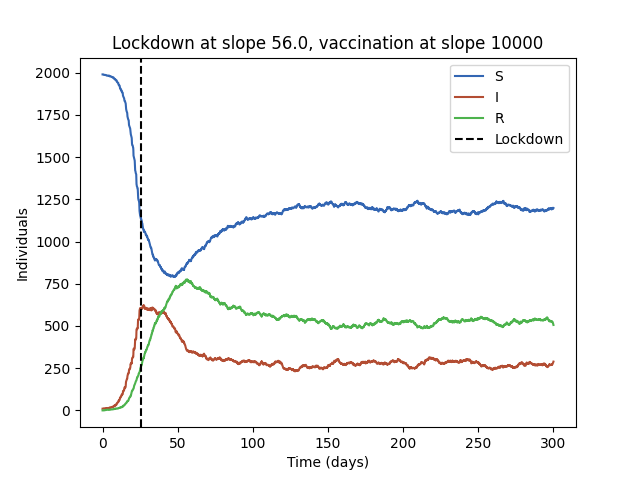 Lockdown at slope 56.0, vaccination at slope 10000
2000
1750
1500
1250
1000
750
500
250
0
Individuals
S
I
R
Lockdown
0 50 100 150 200 250 300
Time (days)